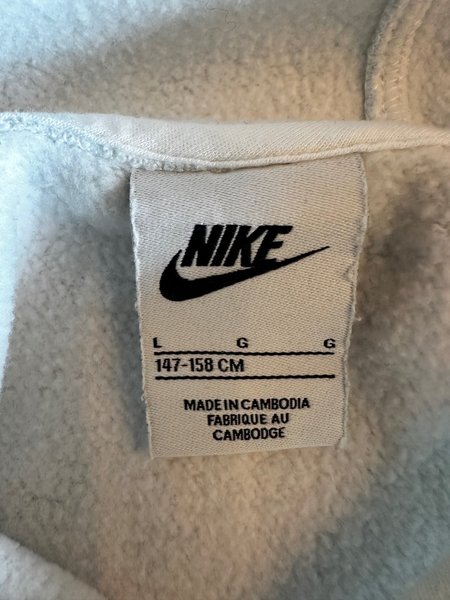 NIKE
L G G
147-158 CM
MADE IN CAMBODIA
FABRIQUE AU
CAMBODGE